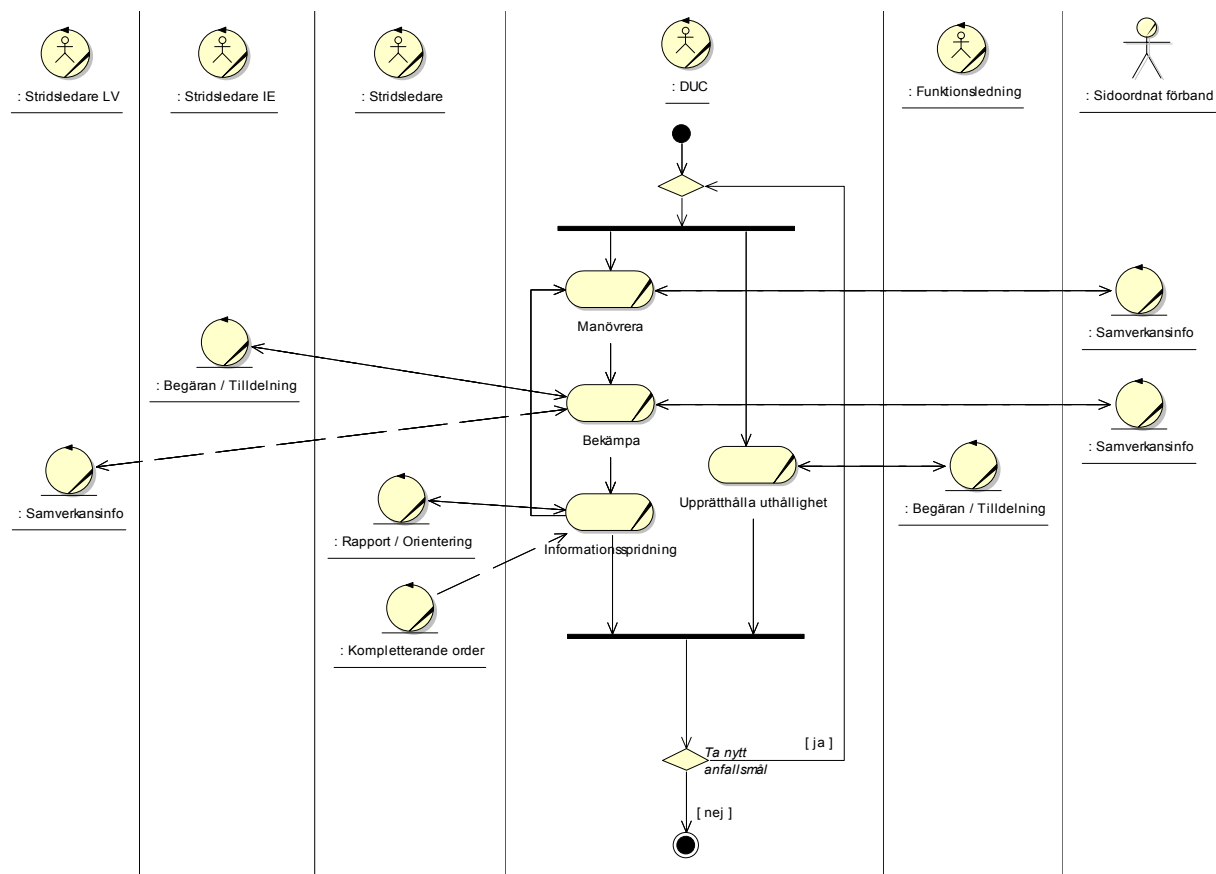 : Stridsledare LV
: Stridsledare IE
: Stridsledare
: DUC
: Funktionsledning
: Sidoordnat förband
Manövrera
: Samverkansinfo
: Begäran / Tilldelning
Bekämpa
: Samverkansinfo
: Samverkansinfo
Upprätthålla uthållighet
: Begäran / Tilldelning
: Rapport / Orientering
Informationsspridning
: Kompletterande order
Ta nytt
anfallsmål
[ ja ]
[ nej ]